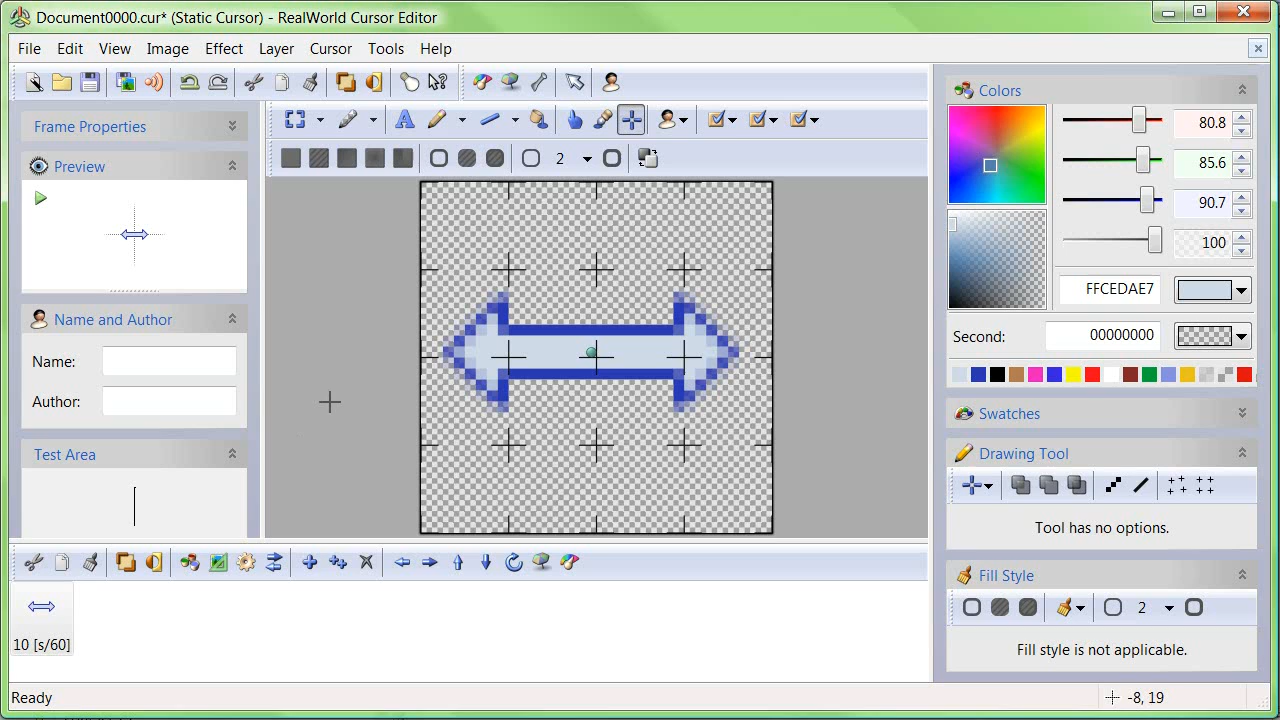 Document0000.cur* (Static Cursor) - RealWorld Cursor Editor
File Edit View Image Effect Layer Cursor Tools Help
Frame Properties
Preview
Name and Author
Name:
Author:
Test Area
2
10 [s/60]
Ready
-8, 19
Colors
80.8
85.6
90.7
100
FFCEDAE7
Second: 00000000
Swatches
Drawing Tool
Tool has no options.
Fill Style
2
Fill style is not applicable.